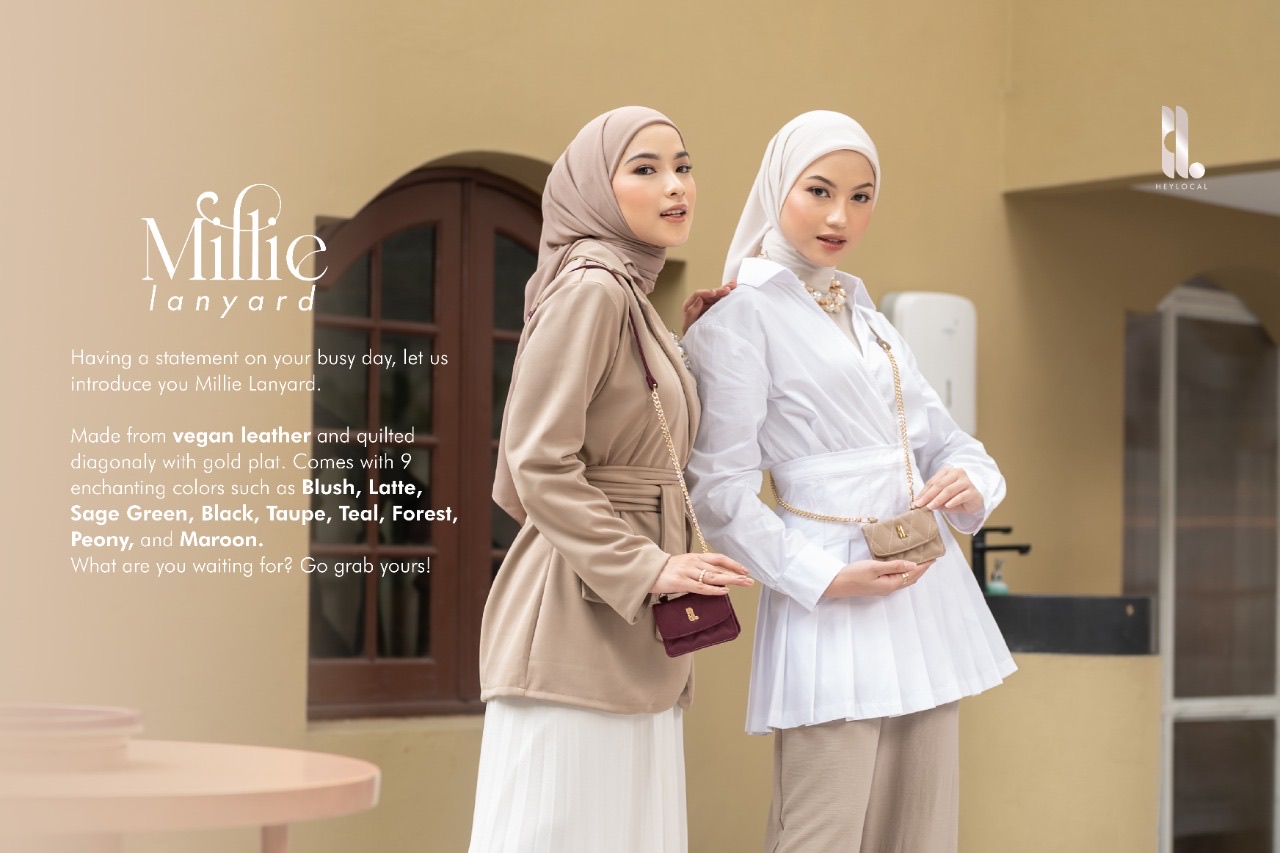 Millie
lanyard
Having a statement on your busy day, let us
introduce you Millie Lanyard.
Made from vegan leather and quilted
diagonaly with gold plat. Comes with 9
enchanting colors such as Blush, Latte,
Sage Green, Black, Taupe, Teal, Forest,
Peony, and Maroon.
What are you waiting for? Go grab yours!
HEYLOCAL